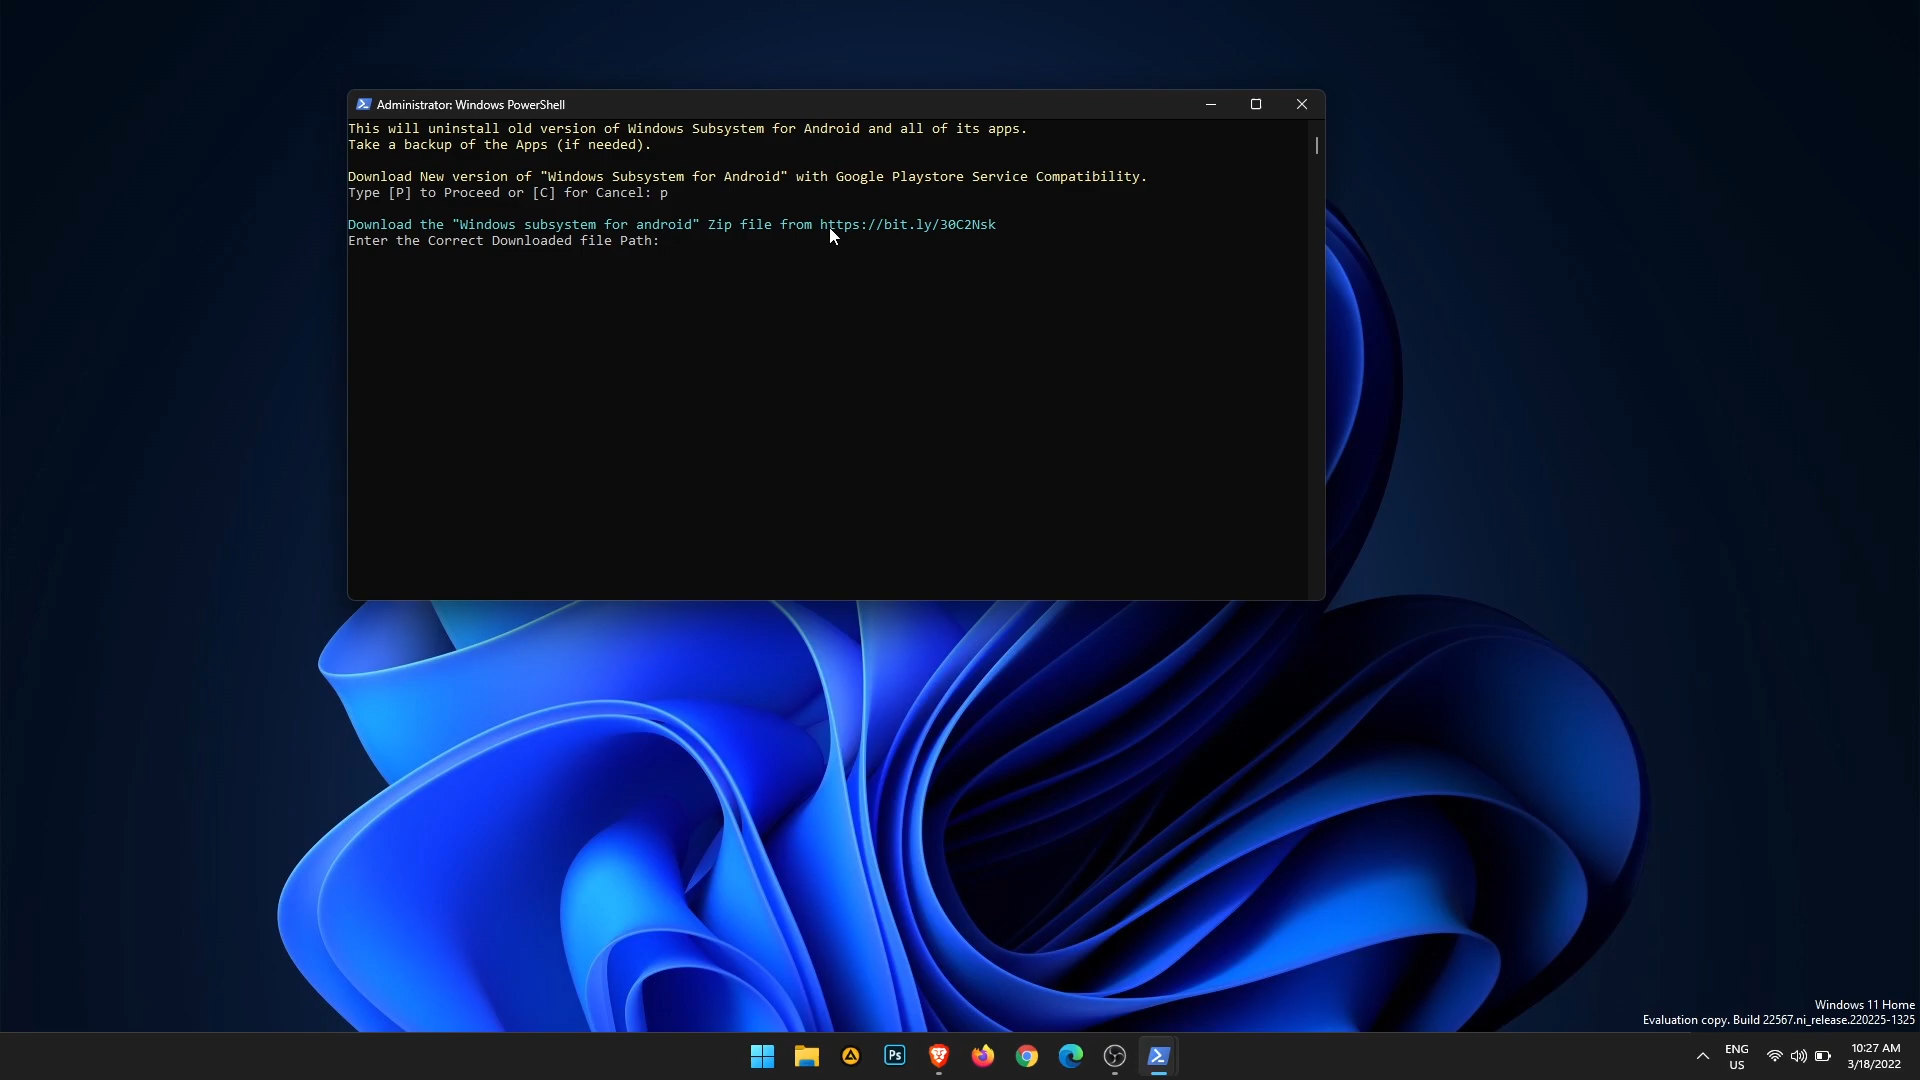 Administrator: Windows PowerShell
This will uninstall old version of Windows Subsystem for Android and all of its apps.
Take a backup of the Apps (if needed).
Download New version of "Windows Subsystem for Android" with Google Playstore Service Compatibility.
Type [P] to Proceed or [C] for Cancel: p
Download the "Windows subsystem for android" Zip file from https://bit.ly/30C2Nsk
Enter the Correct Downloaded file Path:
Windows 11 Home
Evaluation copy. Build 22567.ni_release.220225-1325
Ps
ENG
US
10:27 AM
3/18/2022